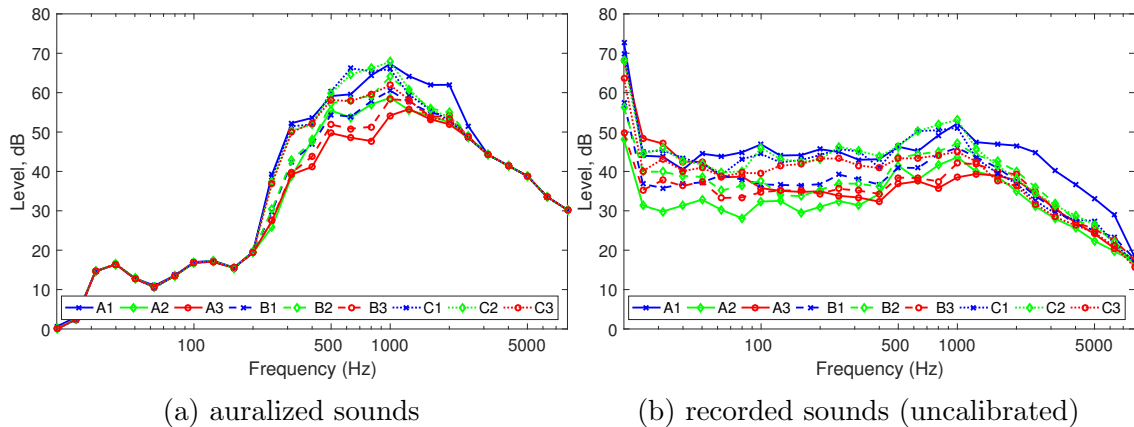 80
70
60
50
40
30
20
10
0
Level, dB
A1 A2 A3 B1 B2 B3 C1 C2 C3
100 500 1000 5000
Frequency (Hz)
(a) auralized sounds
80
70
60
50
40
30
20
10
0
Level, dB
A1 A2 A3 B1 B2 B3 C1 C2 C3
100 500 1000 5000
Frequency (Hz)
(b) recorded sounds (uncalibrated)